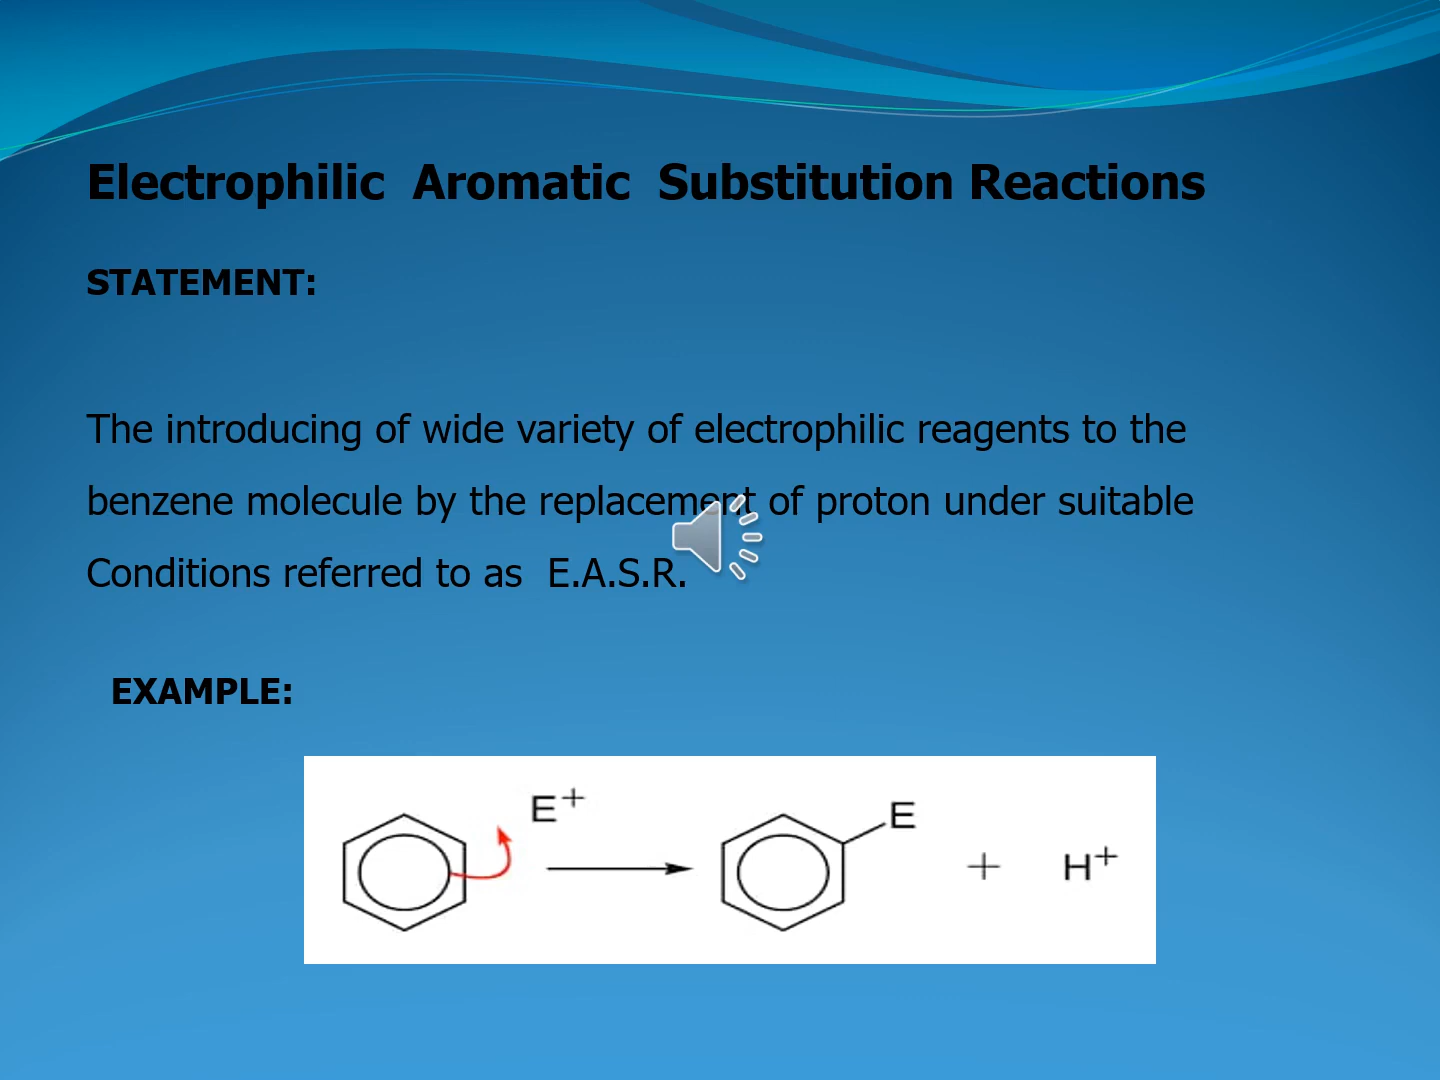 Electrophilic Aromatic Substitution Reactions
STATEMENT:
The introducing of wide variety of electrophilic reagents to the
benzene molecule by the replacement of proton under suitable
Conditions referred to as E.A.S.R.
EXAMPLE:
E+
E
+ H+